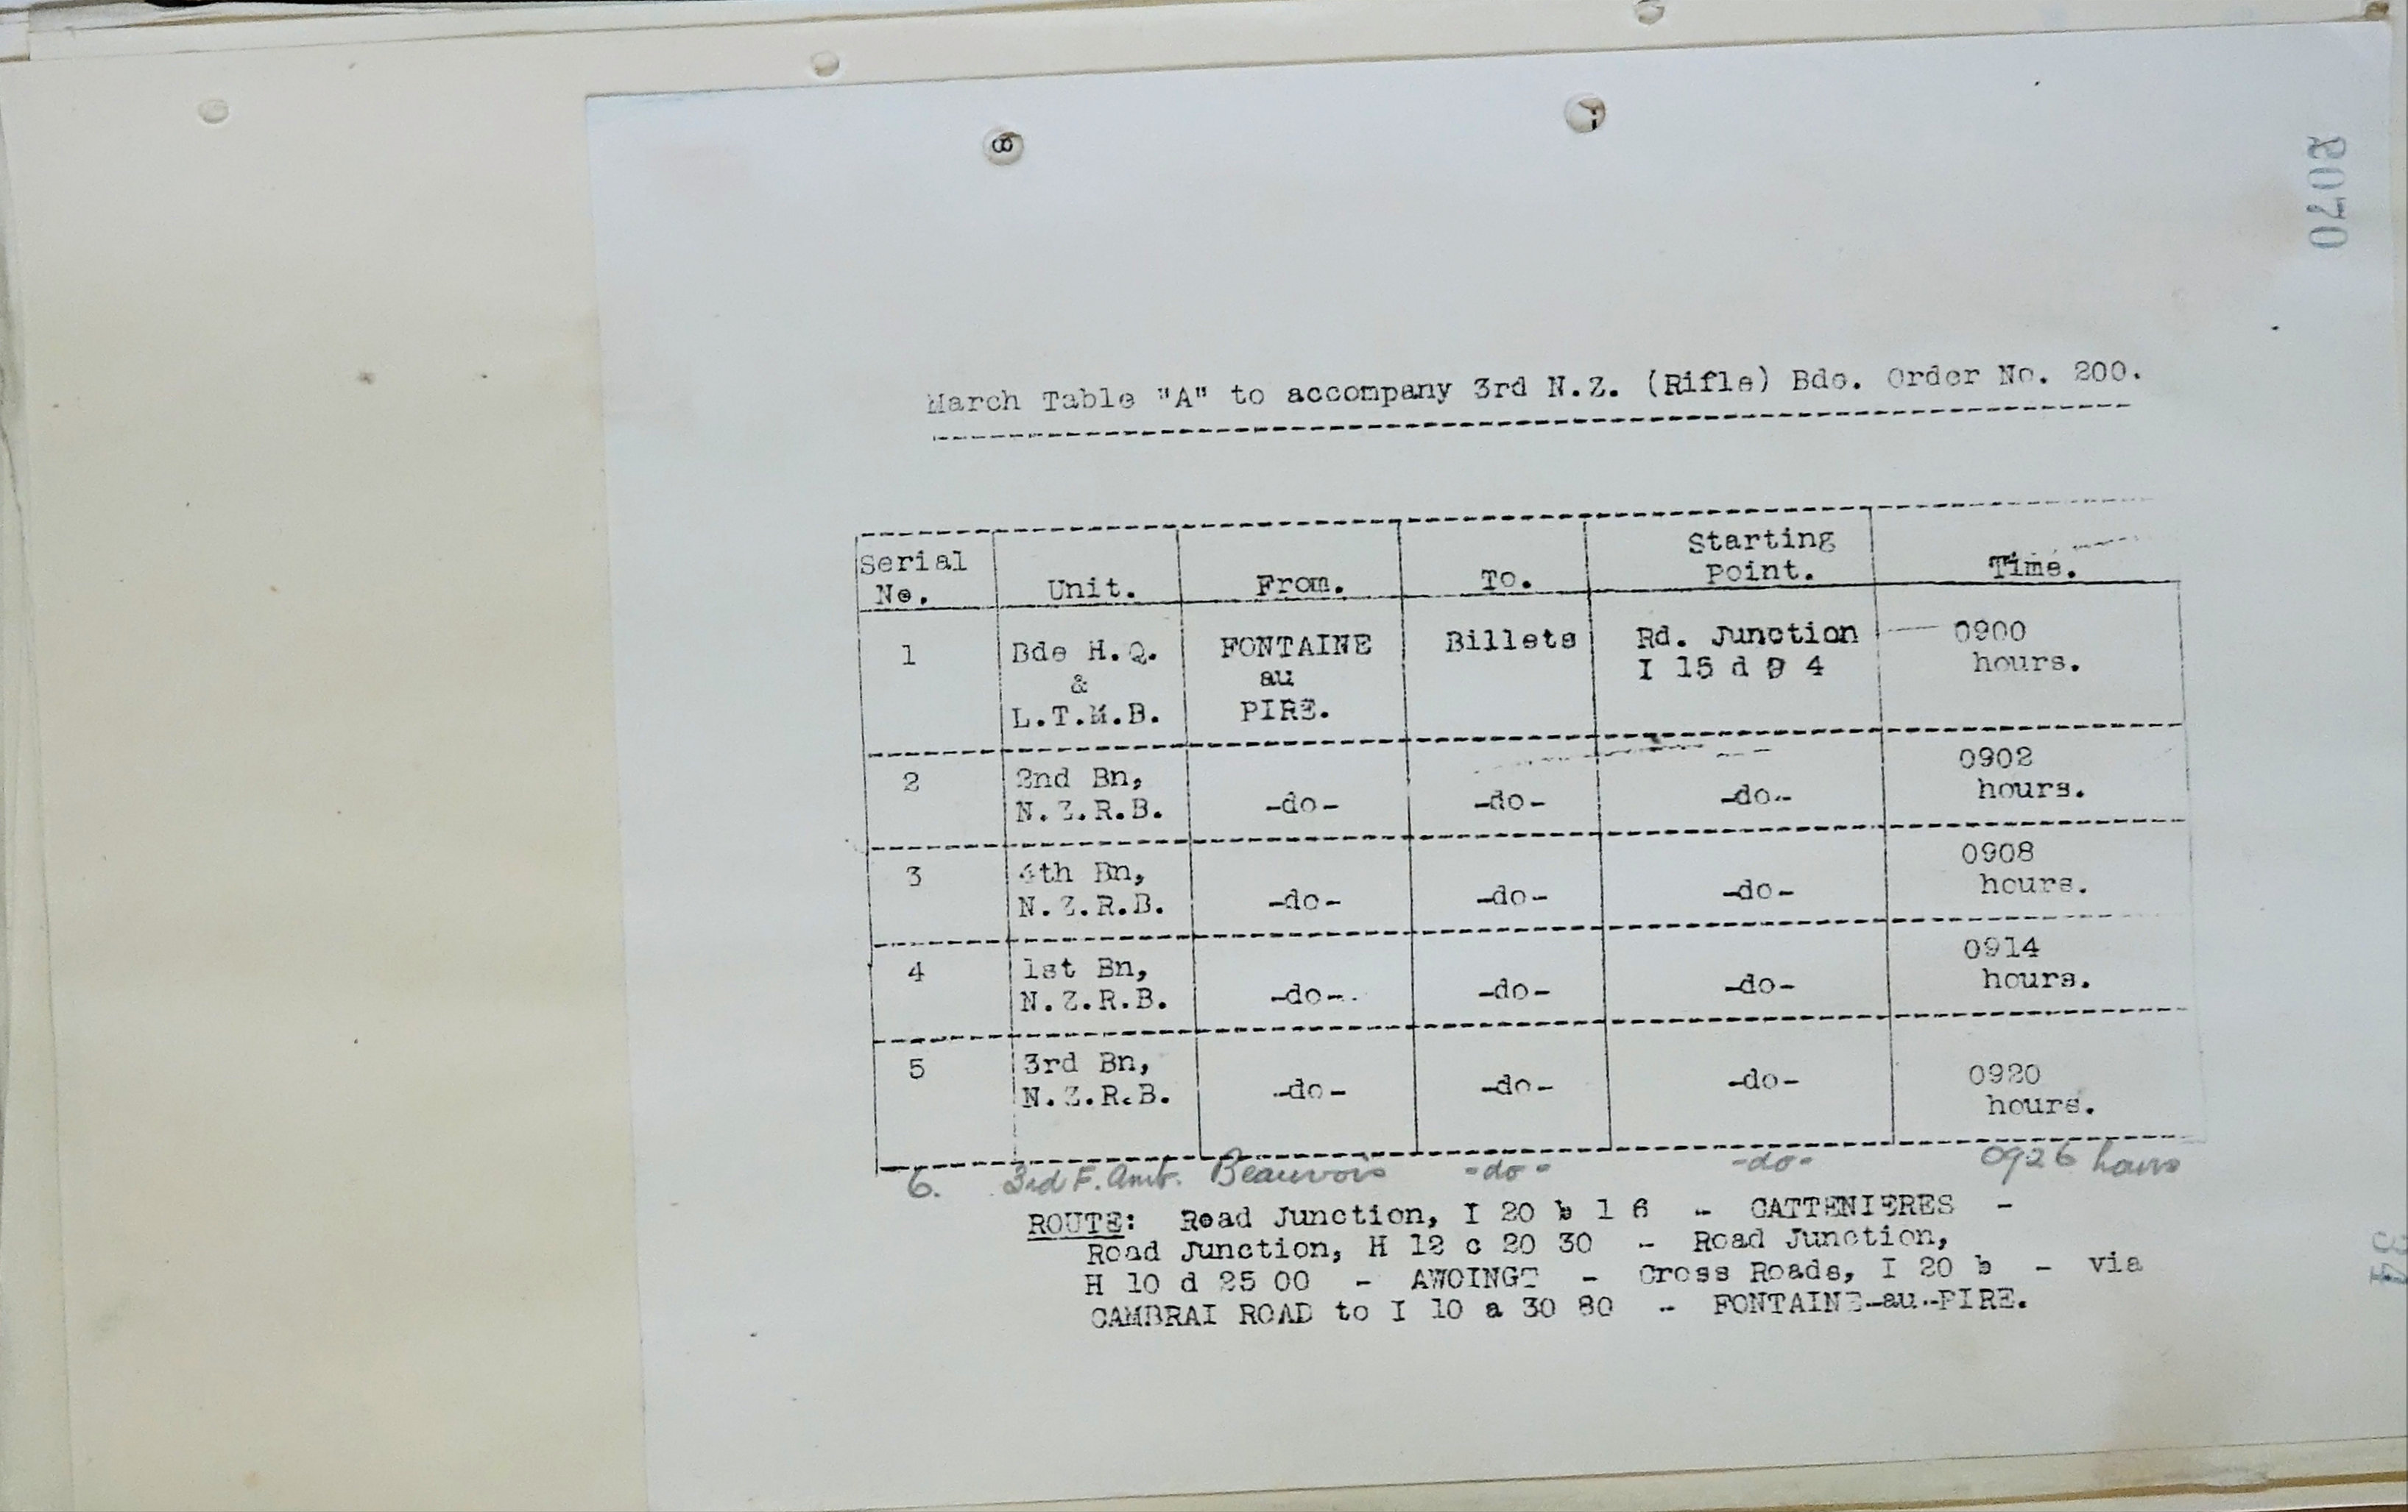 8
0708
March Table "A" to accompany 3rd N.Z. (Rifle) Bde. Order No. 200.
Serial No. Unit. From. To. Starting Point. Time.
1 Bde H.Q. & L.T.M.B. FONTAINE au PIRE. Billets Rd. Junction I 15 d 9 4 0900 hours.
2 2nd Bn, N.Z.R.B. -do- -do- -do- 0902 hours.
3 4th Bn, N.Z.R.B. -do- -do- -do- 0908 hours.
4 1st Bn, N.Z.R.B. -do- -do- -do- 0914 hours.
5 3rd Bn, N.Z.R.B. -do- -do- -do- 0920 hours.
6. 3rd F. Amb. Beauvois -do- -do- 0926 hours
ROUTE: Road Junction, I 20 b 1 6 - CATTENIERES -
Road Junction, H 12 c 20 30 - Road Junction,
H 10 d 25 00 - AWOINGT - Cross Roads, I 20 b - via
CAMBRAI ROAD to I 10 a 30 80 - FONTAINE-au-PIRE.
34